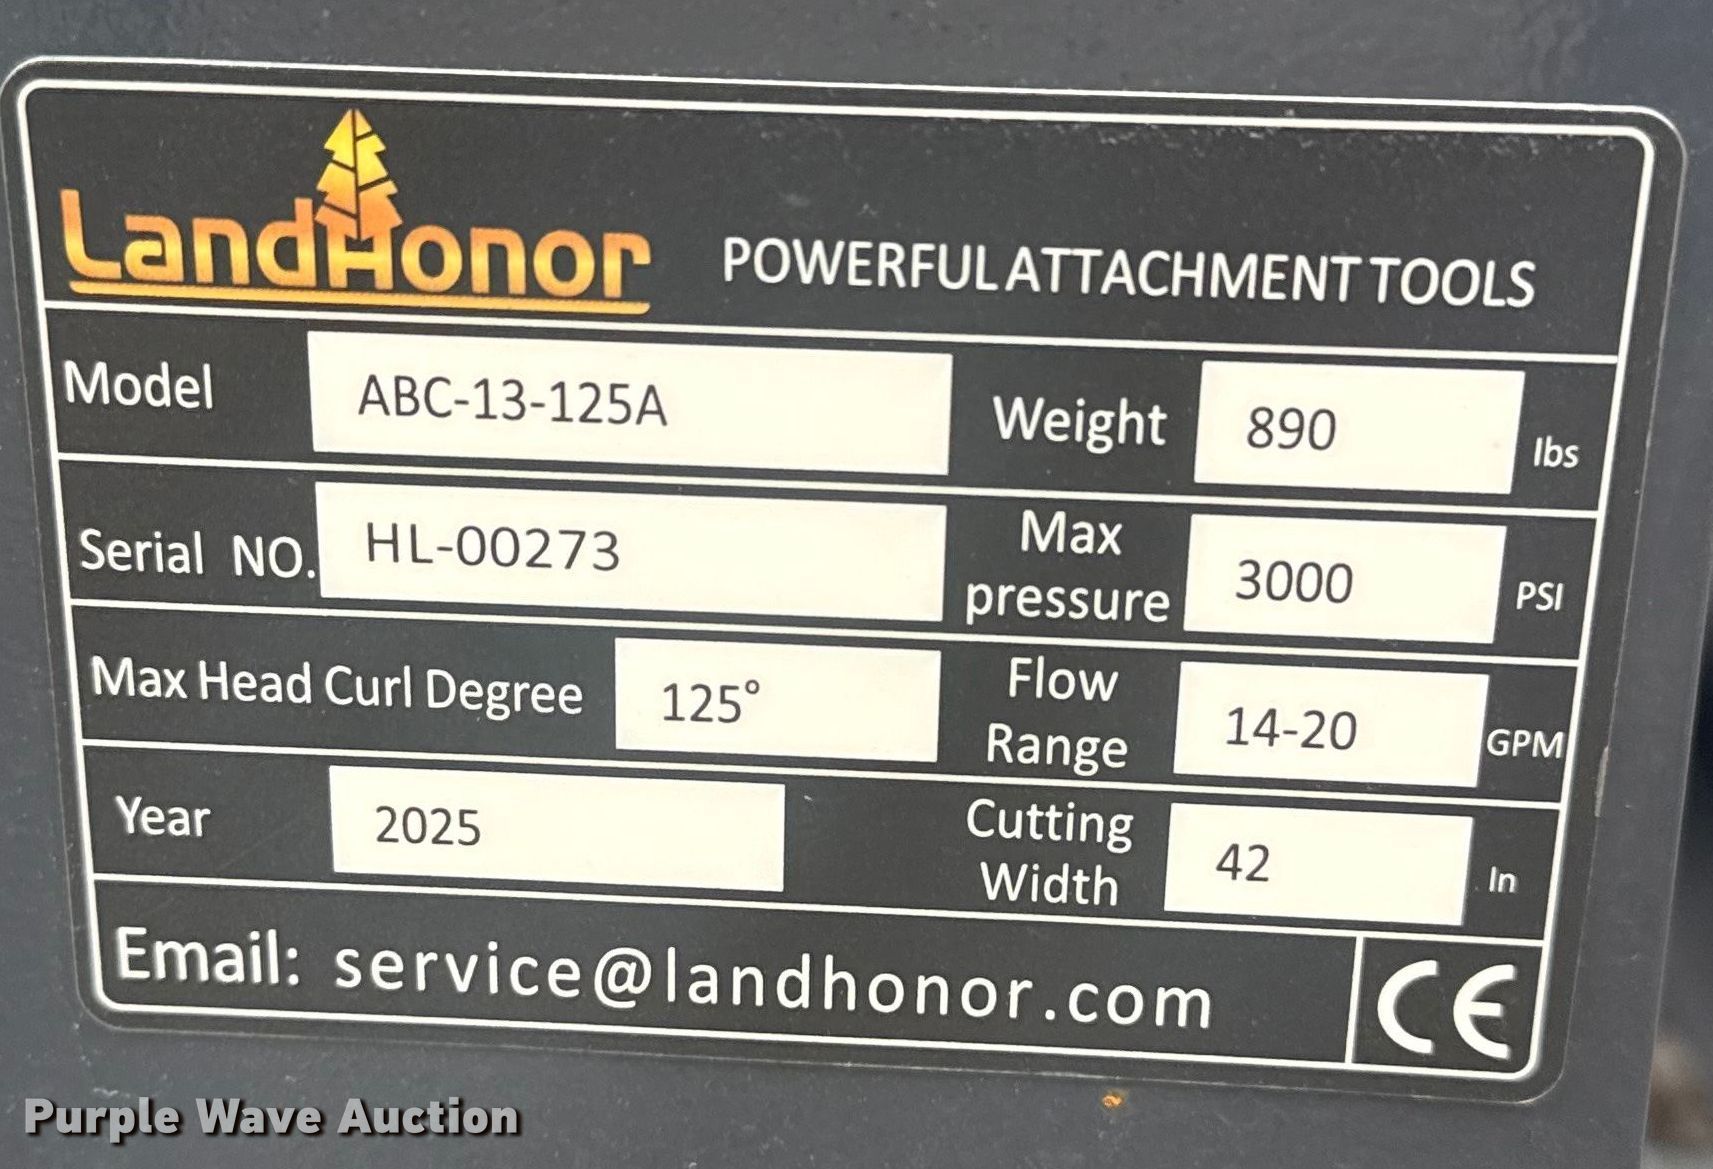 LandHonor POWERFUL ATTACHMENT TOOLS
Model ABC-13-125A Weight 890 lbs
Serial NO. HL-00273 Max pressure 3000 PSI
Max Head Curl Degree 125° Flow Range 14-20 GPM
Year 2025 Cutting Width 42 In
Email: service@landhonor.com CE
Purple Wave Auction